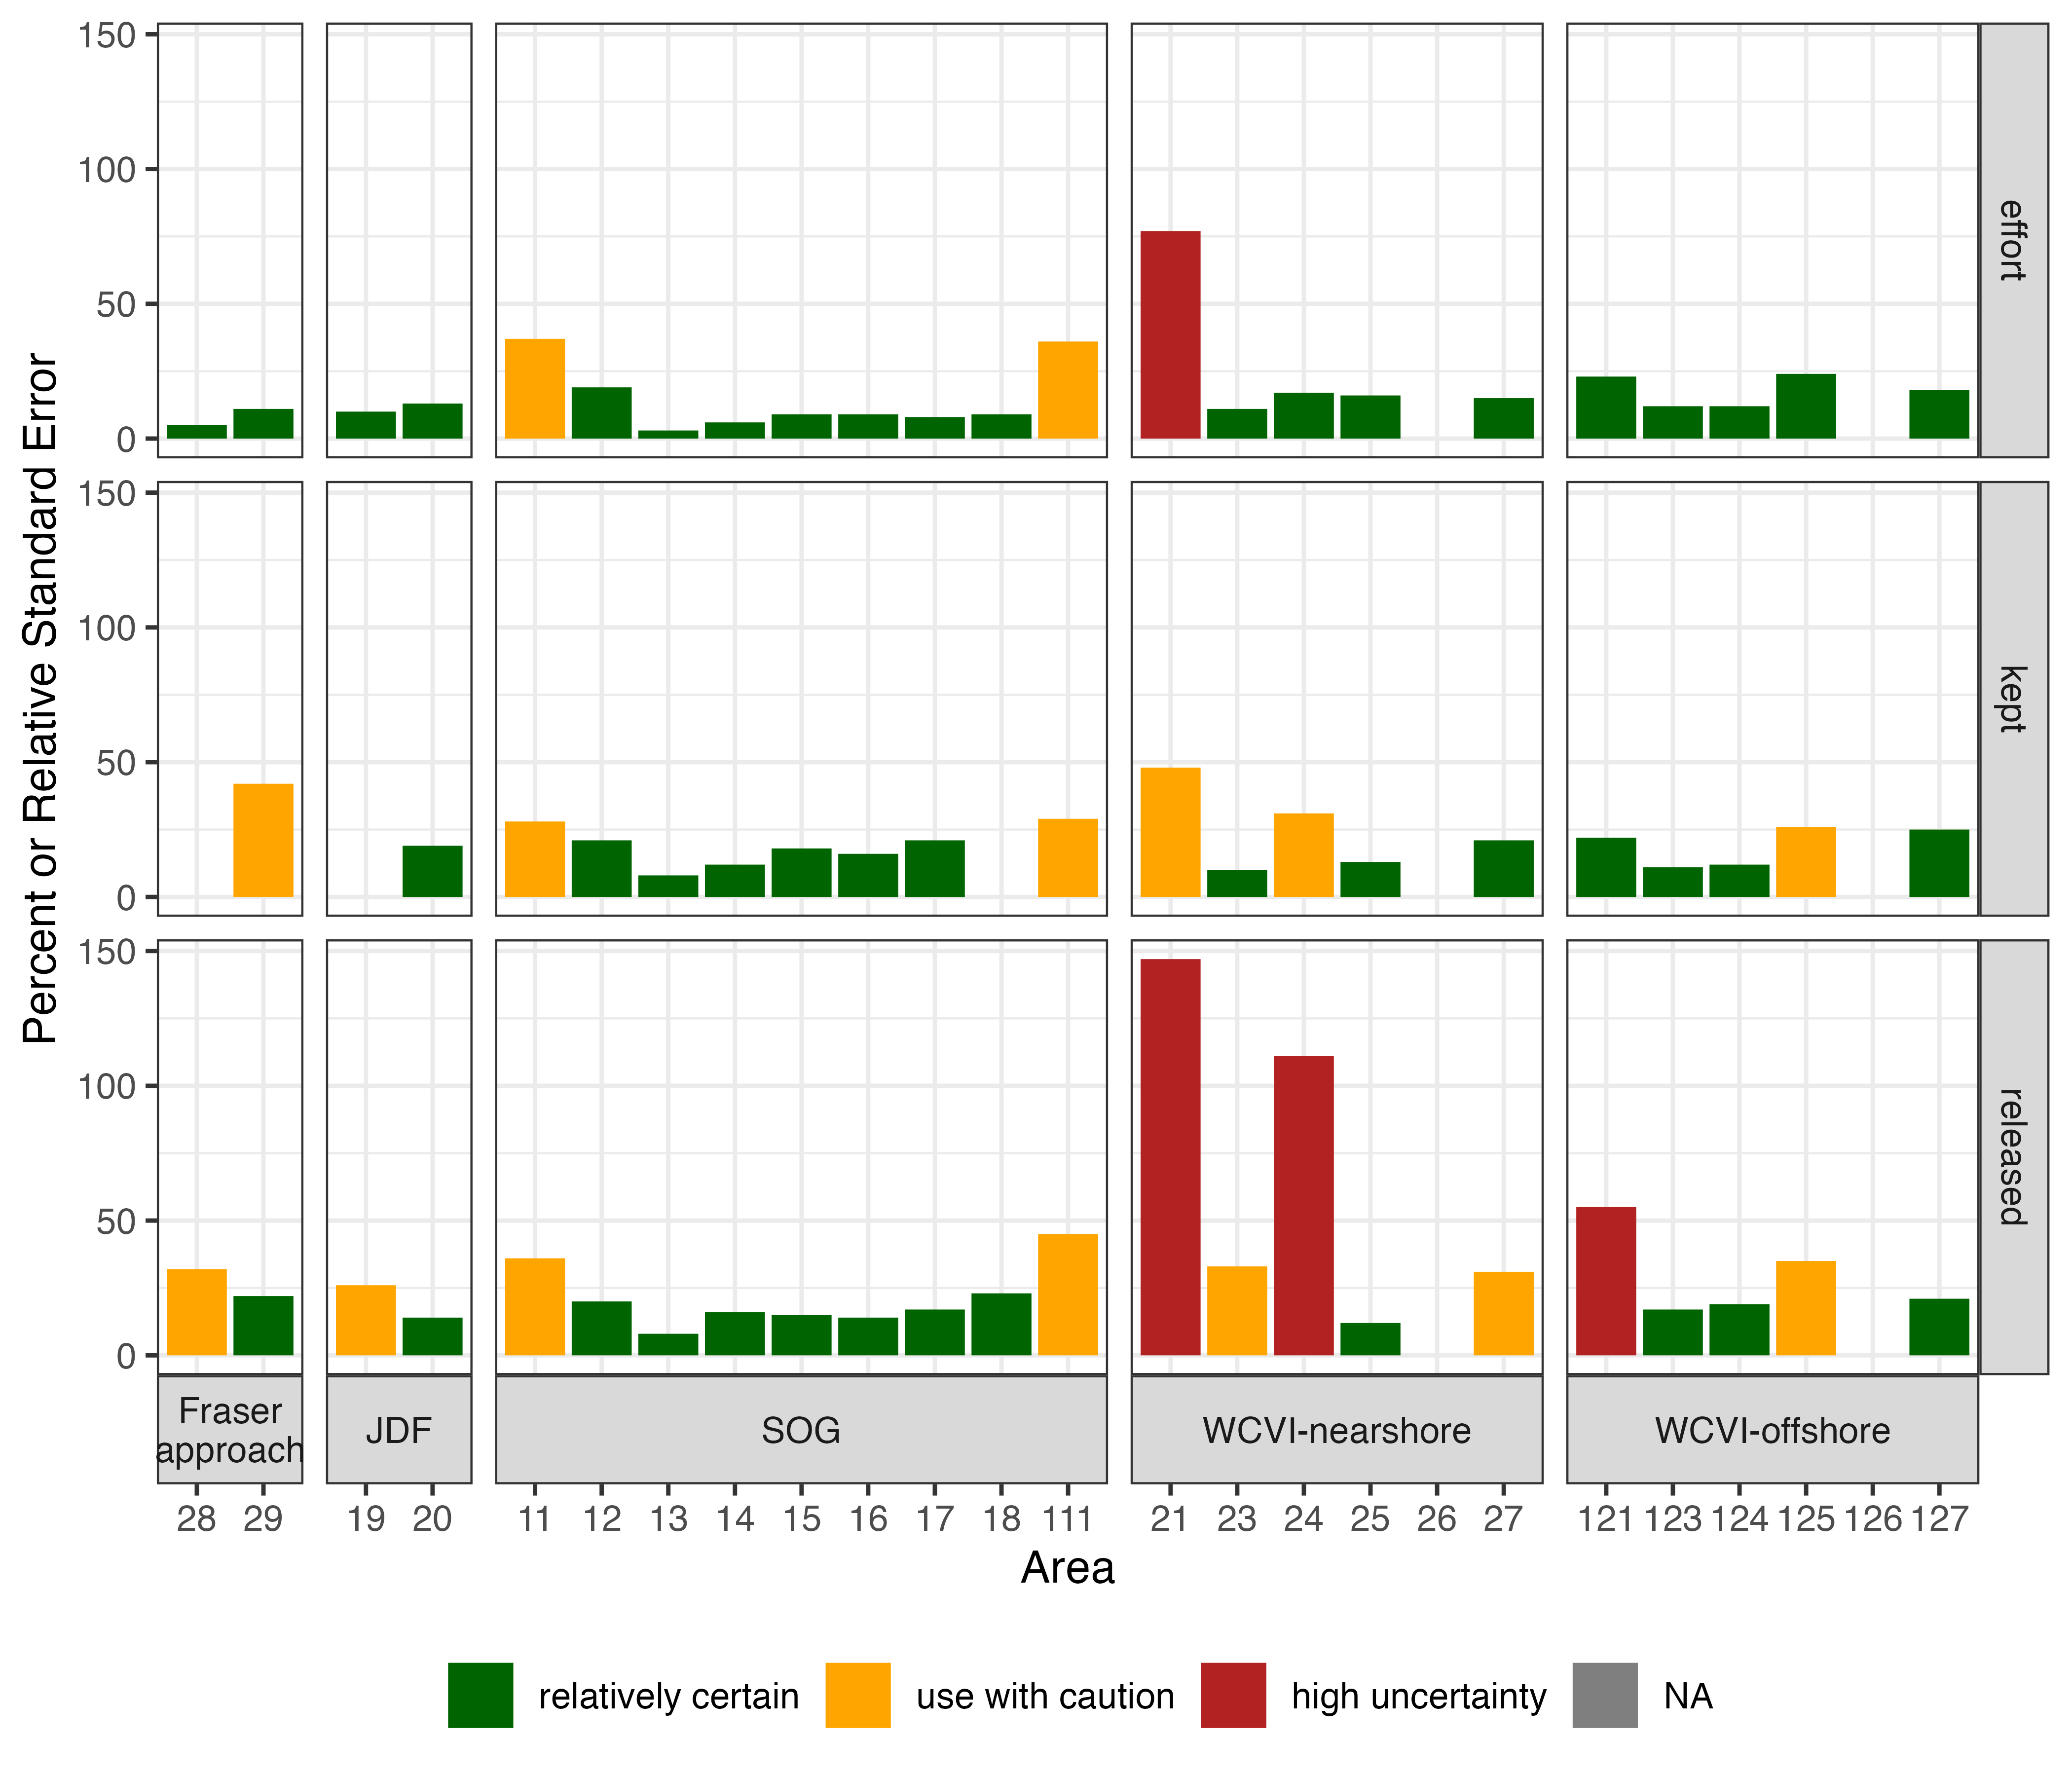 Percent or Relative Standard Error
150
100
50
0
effort
150
100
50
0
kept
150
100
50
0
released
Fraser
approach
JDF
SOG
WCVI-nearshore
WCVI-offshore
28 29 19 20 11 12 13 14 15 16 17 18 111 21 23 24 25 26 27 121 123 124 125 126 127
Area
relatively certain use with caution high uncertainty NA